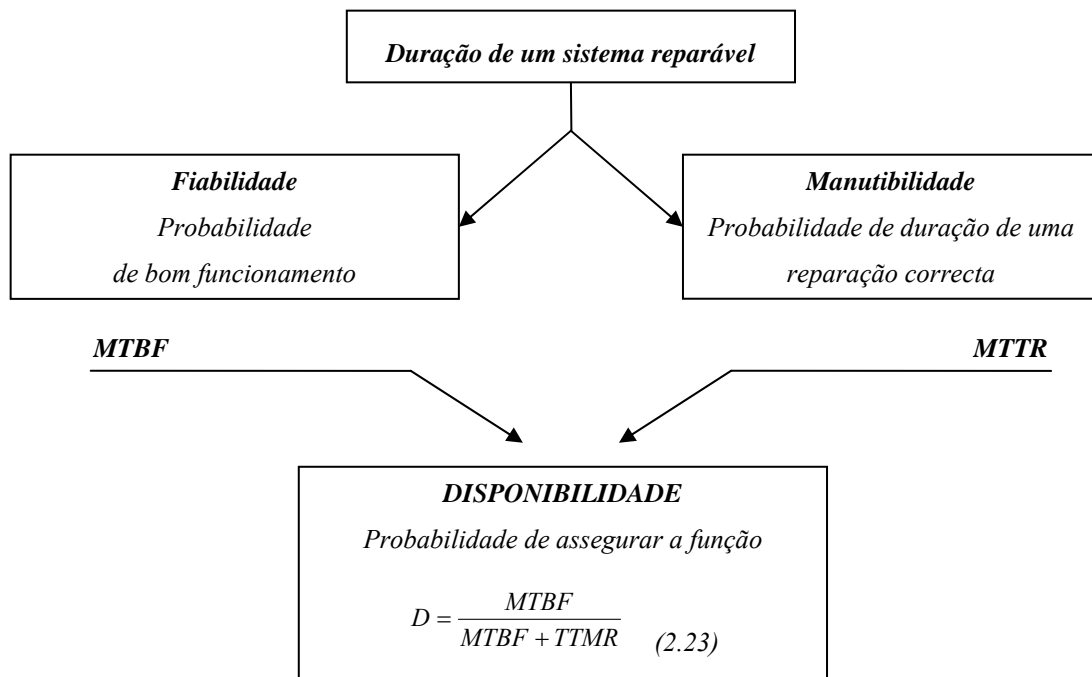 Duração de um sistema reparável
Fiabilidade
Probabilidade
de bom funcionamento
Manutibilidade
Probabilidade de duração de uma
reparação correcta
MTBF
MTTR
DISPONIBILIDADE
Probabilidade de assegurar a função
D = MTBF / MTBF + TTMR (2.23)